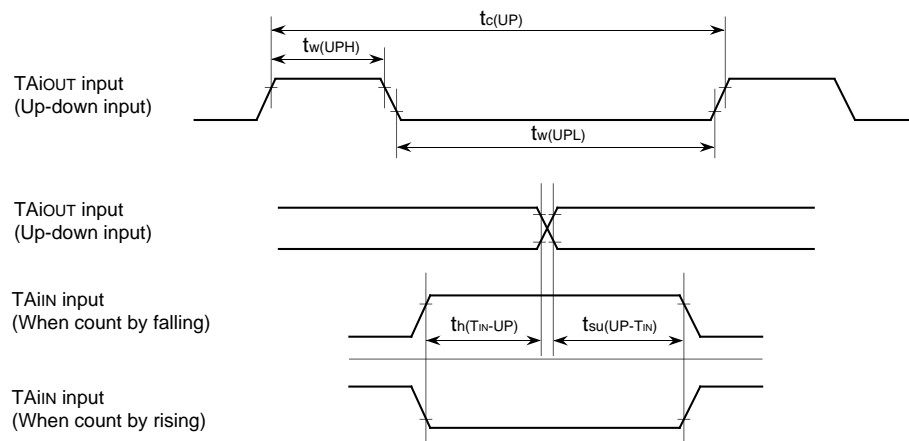 tc(UP)
tw(UPH)
TAiOUT input
(Up-down input)
tw(UPL)
TAiOUT input
(Up-down input)
TAiIN input
(When count by falling)
th(TIN-UP)
tsu(UP-TIN)
TAiIN input
(When count by rising)